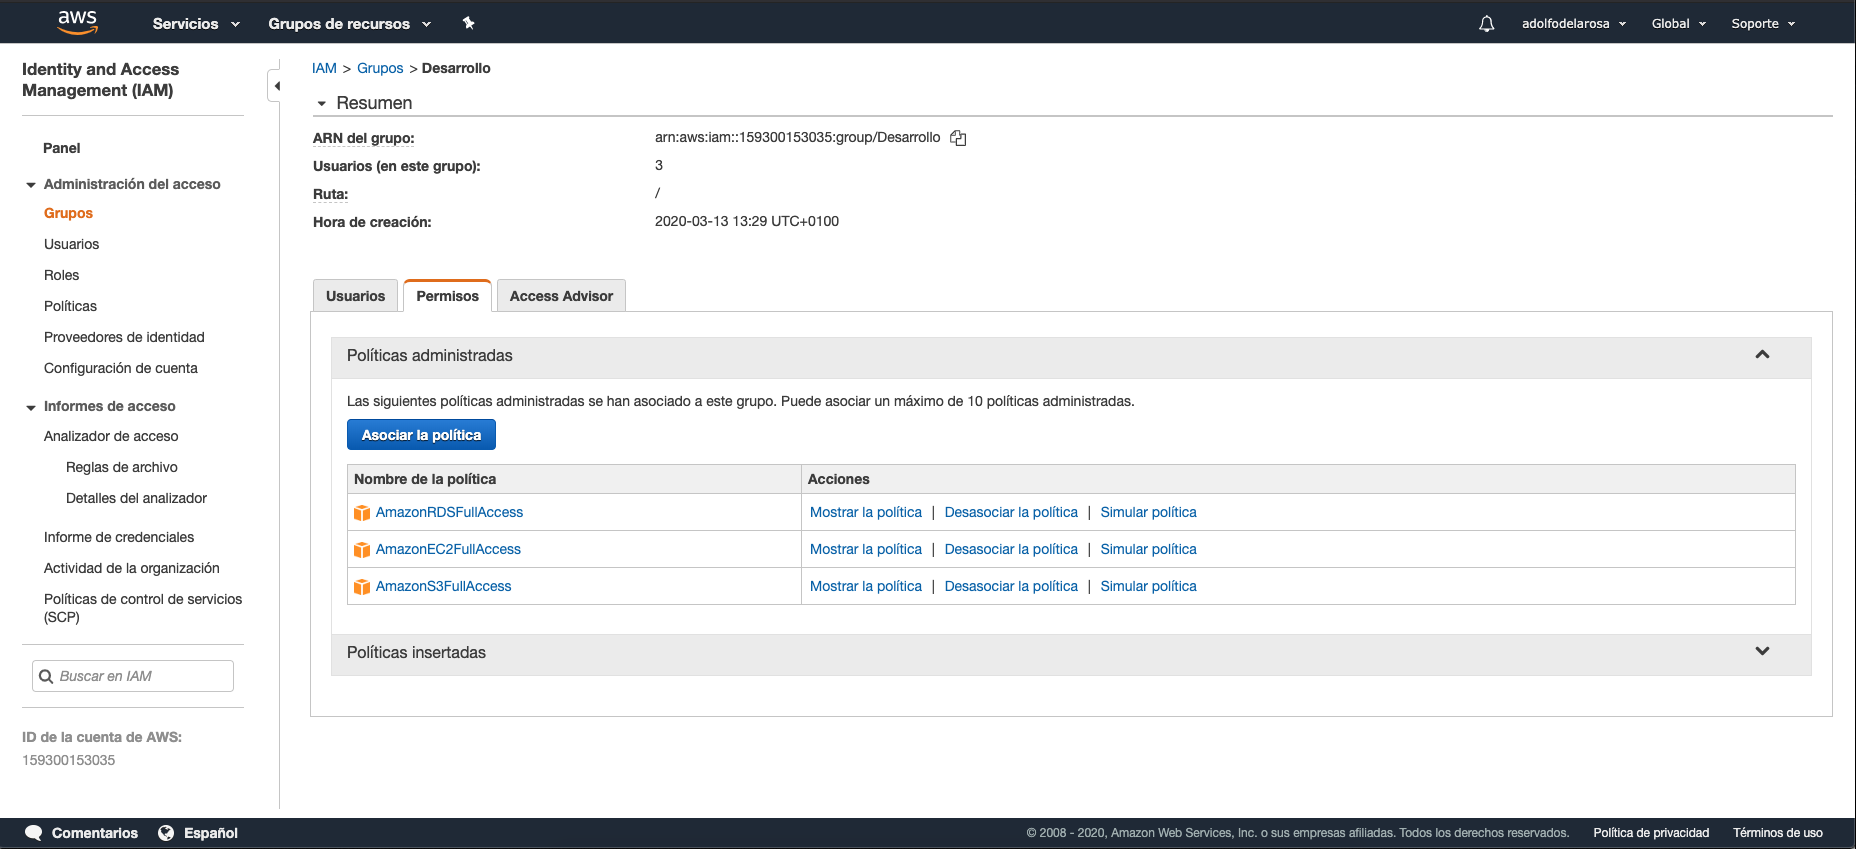 aws Servicios Grupos de recursos adolfodelarosa Global Soporte
Identity and Access
Management (IAM)
Panel
Administración del acceso
Grupos
Usuarios
Roles
Políticas
Proveedores de identidad
Configuración de cuenta
Informes de acceso
Analizador de acceso
Reglas de archivo
Detalles del analizador
Informe de credenciales
Actividad de la organización
Políticas de control de servicios
(SCP)
Buscar en IAM
ID de la cuenta de AWS:
159300153035
IAM > Grupos > Desarrollo
Resumen
ARN del grupo: arn:aws:iam::159300153035:group/Desarrollo
Usuarios (en este grupo): 3
Ruta: /
Hora de creación: 2020-03-13 13:29 UTC+0100
Usuarios Permisos Access Advisor
Políticas administradas
Las siguientes políticas administradas se han asociado a este grupo. Puede asociar un máximo de 10 políticas administradas.
Asociar la política
Nombre de la política Acciones
AmazonRDSFullAccess Mostrar la política | Desasociar la política | Simular política
AmazonEC2FullAccess Mostrar la política | Desasociar la política | Simular política
AmazonS3FullAccess Mostrar la política | Desasociar la política | Simular política
Políticas insertadas
Comentarios Español © 2008 - 2020, Amazon Web Services, Inc. o sus empresas afiliadas. Todos los derechos reservados. Política de privacidad Términos de uso